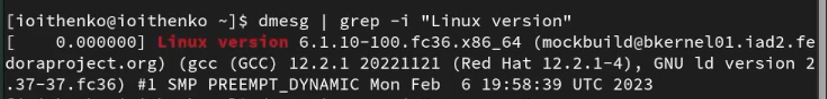 [ioithenko@ioithenko ~]$ dmesg | grep -i "Linux version"
[    0.000000] Linux version 6.1.10-100.fc36.x86_64 (mockbuild@bkernel01.iad2.fe
doraproject.org) (gcc (GCC) 12.2.1 20221121 (Red Hat 12.2.1-4), GNU ld version 2
.37-37.fc36) #1 SMP PREEMPT_DYNAMIC Mon Feb  6 19:58:39 UTC 2023